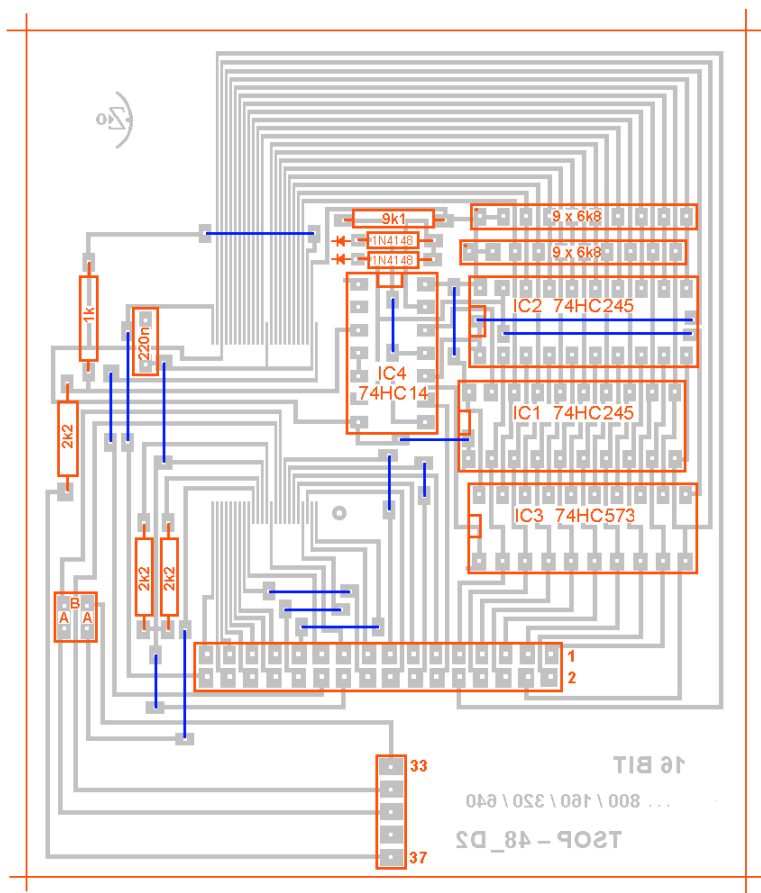 9k1
9 x 6k8
1N4148
1N4148
9 x 6k8
1k
220n
IC2 74HC245
IC4
74HC14
IC1 74HC245
2k2
IC3 74HC573
2k2
2k2
B
A
A
1
2
33
16 BIT
... 800 / 160 / 320 / 640
TSOP - 48_D2
37